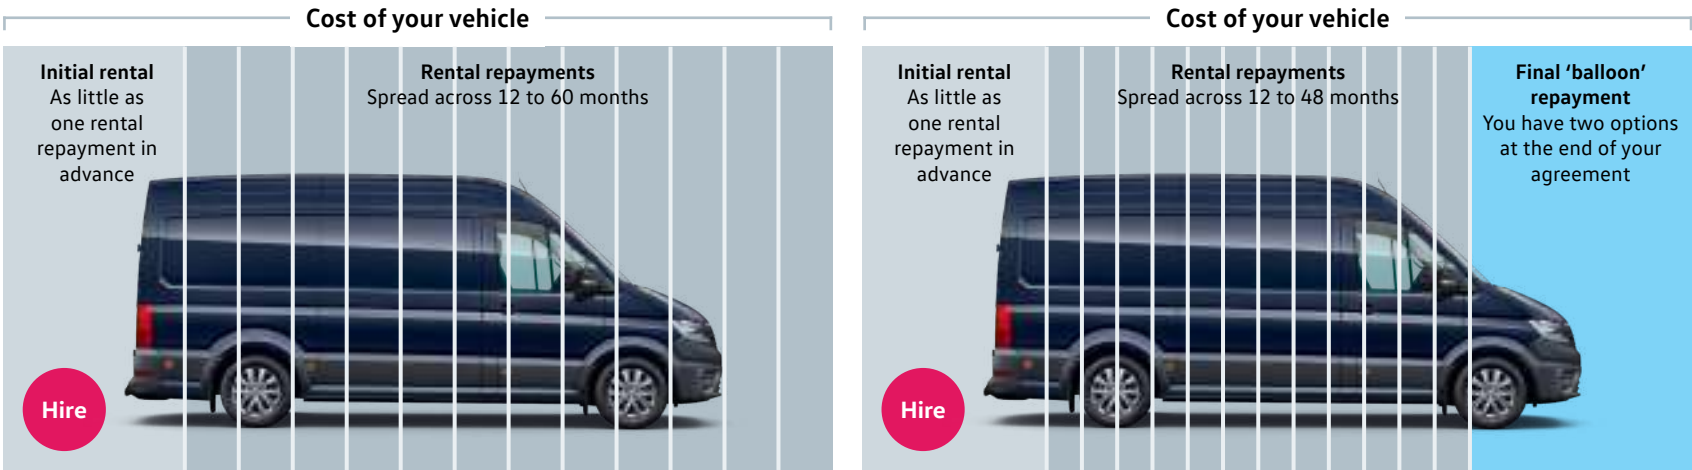 Cost of your vehicle
Initial rental
As little as
one rental
repayment in
advance
Rental repayments
Spread across 12 to 60 months
Hire
Cost of your vehicle
Initial rental
As little as
one rental
repayment in
advance
Rental repayments
Spread across 12 to 48 months
Final ‘balloon’
repayment
You have two options
at the end of your
agreement
Hire